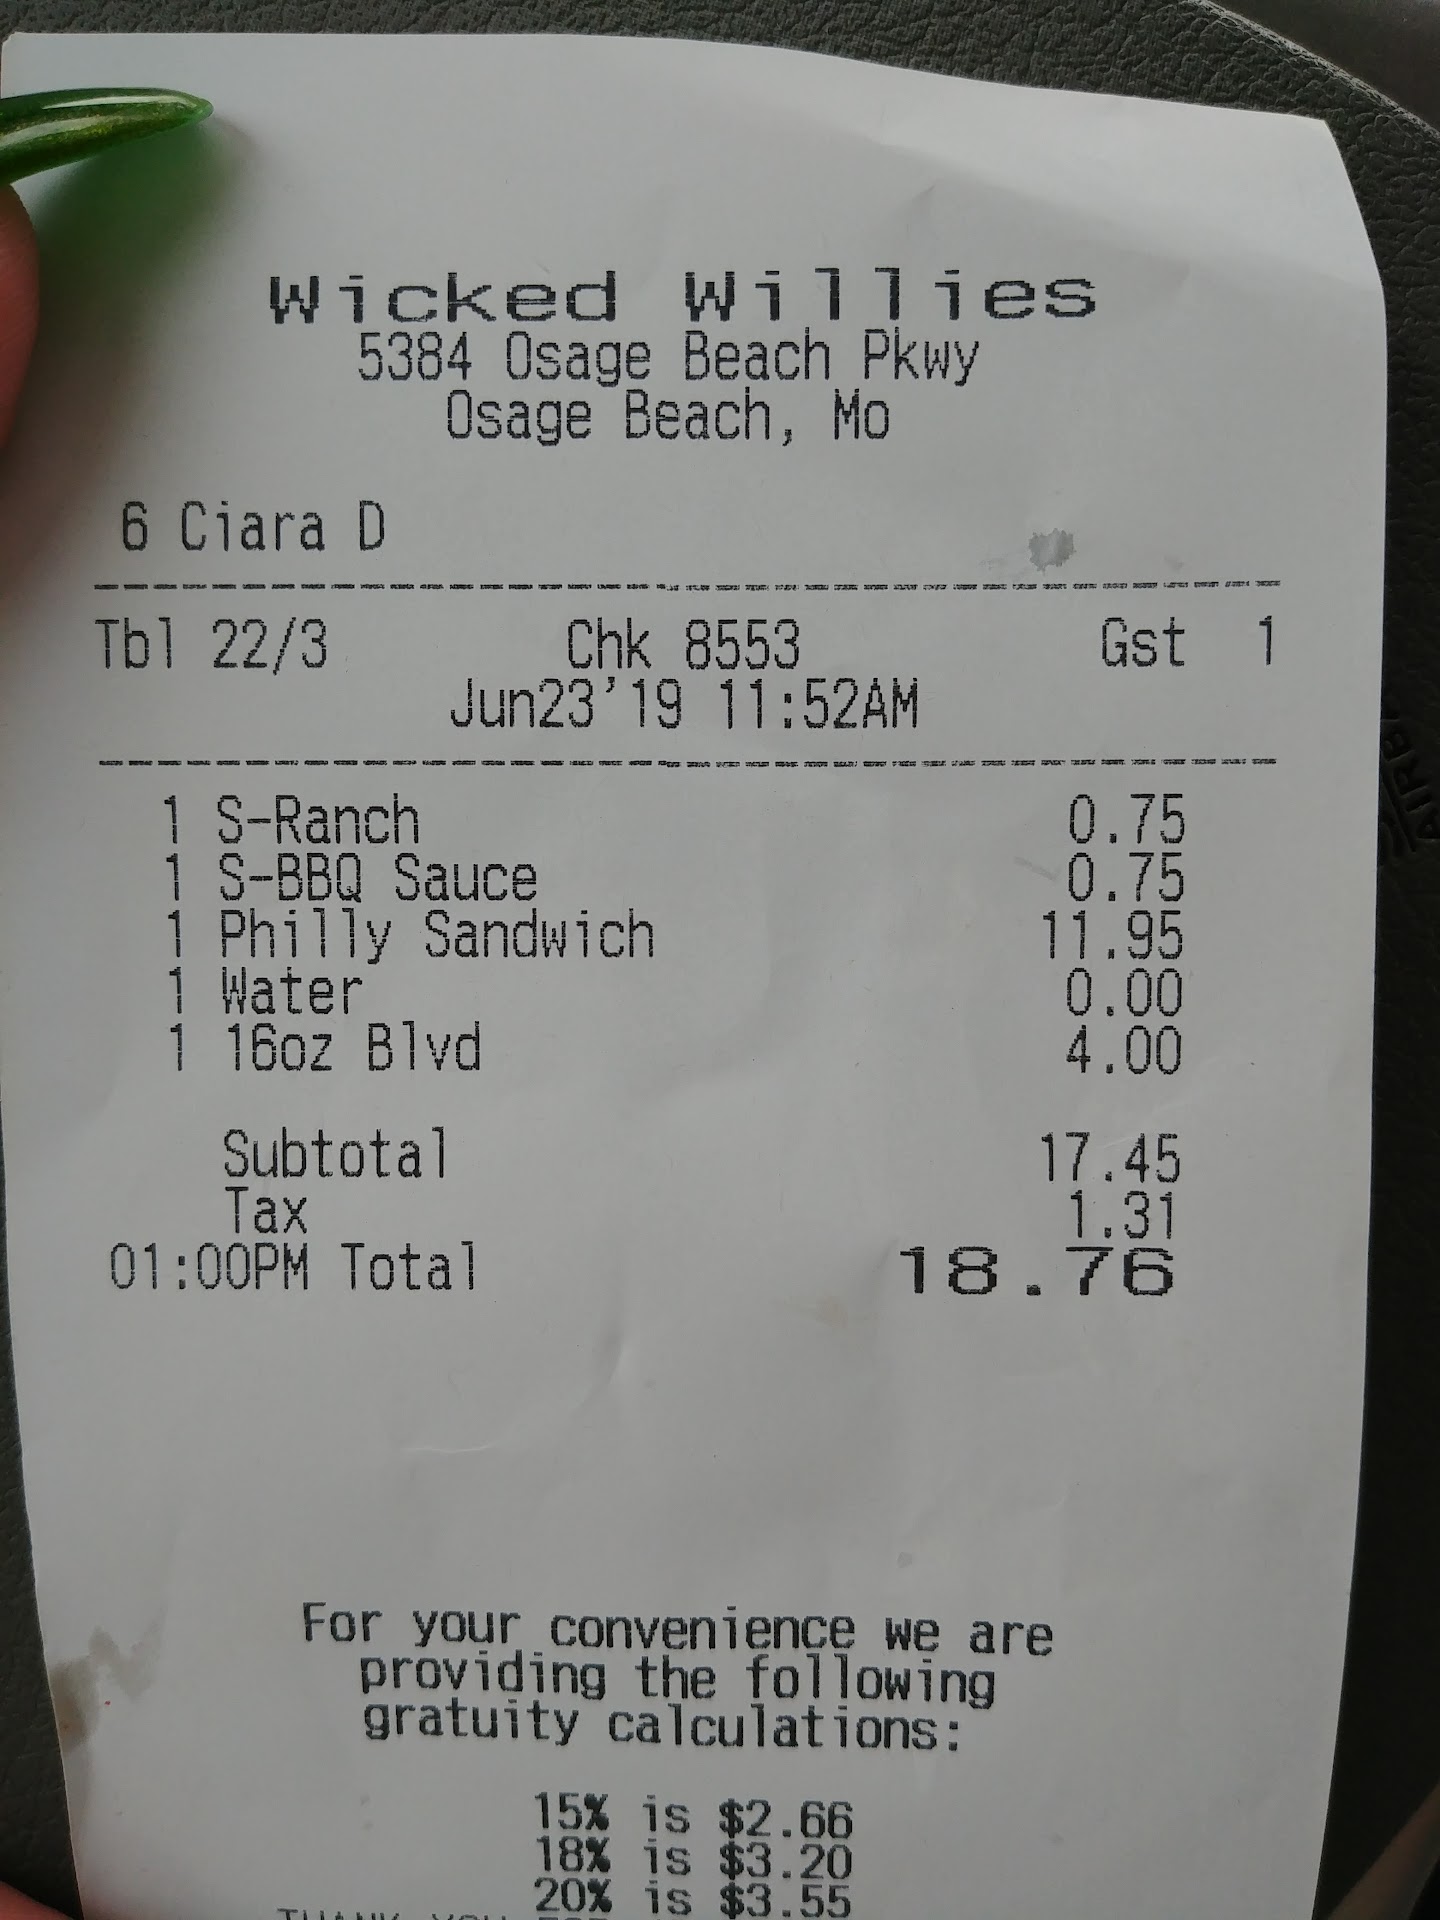 Wicked Willies
5384 Osage Beach Pkwy
Osage Beach, Mo
6 Ciara D
Tbl 22/3 Chk 8553 Gst 1
Jun23'19 11:52AM
1 S-Ranch 0.75
1 S-BBQ Sauce 0.75
1 Philly Sandwich 11.95
1 Water 0.00
1 16oz Blvd 4.00
Subtotal 17.45
Tax 1.31
01:00PM Total 18.76
For your convenience we are
providing the following
gratuity calculations:
15% is $2.66
18% is $3.20
20% is $3.55
THANK YOU FOR